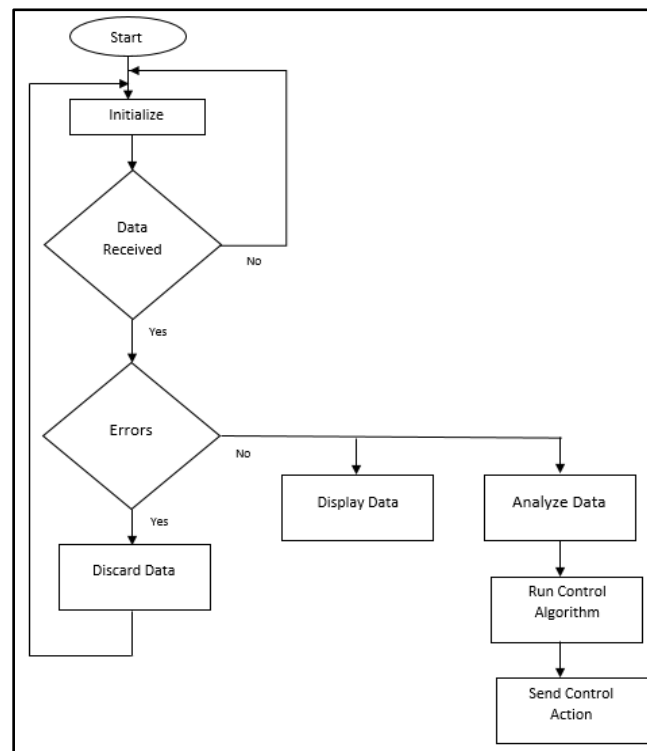 Start
Initialize
Data
Received
No
Yes
Errors
No
Yes
Display Data
Analyze Data
Discard Data
Run Control
Algorithm
Send Control
Action